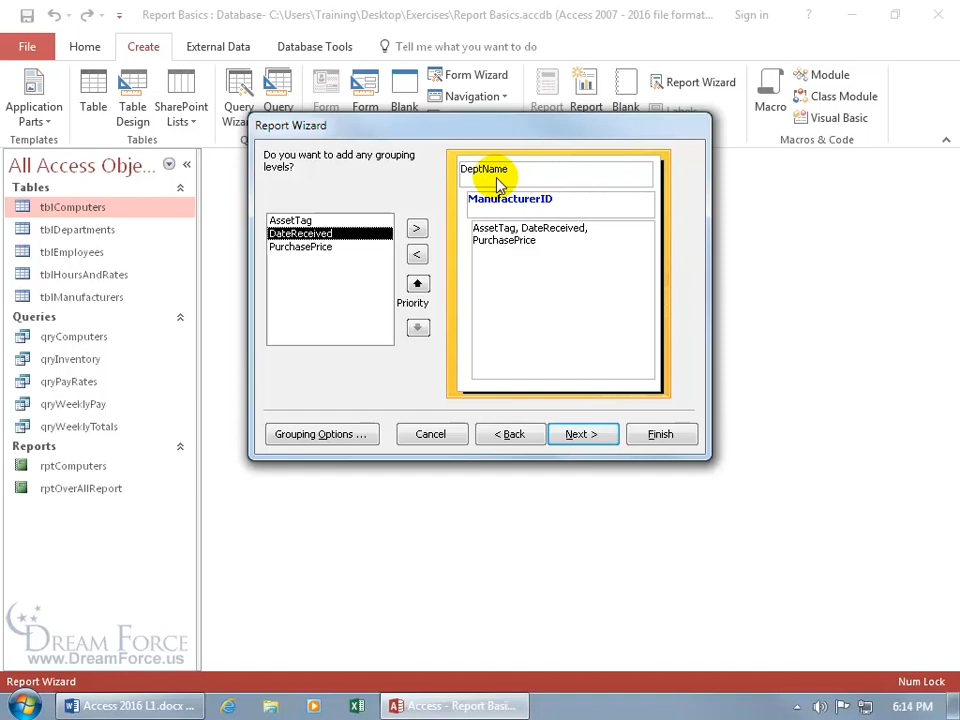 Report Basics : Database- C:\Users\Training\Desktop\Exercises\Report Basics.accdb (Access 2007 - 2016 file format...
Sign in
?
File
Home
Create
External Data
Database Tools
Tell me what you want to do
Application Parts
Table
Table Design
SharePoint Lists
Query
Wiza
Query
Form
Form
Blank
Form Wizard
Navigation
Report
Report
Blank
Report Wizard
Labels
Macro
Module
Class Module
Visual Basic
Templates
Tables
Q
Macros & Code
All Access Obje...
Tables
tblComputers
tblDepartments
tblEmployees
tblHoursAndRates
tblManufacturers
Queries
qryComputers
qryInventory
qryPayRates
qryWeeklyPay
qryWeeklyTotals
Reports
rptComputers
rptOverAllReport
Report Wizard
Do you want to add any grouping
levels?
AssetTag
DateReceived
PurchasePrice
>
<
Priority
DeptName
ManufacturerID
AssetTag, DateReceived,
PurchasePrice
Grouping Options ...
Cancel
< Back
Next >
Finish
DREAM FORCE
www.DreamForce.us
Report Wizard
Num Lock
Access 2016 L1.docx ...
Access - Report Basi...
6:14 PM